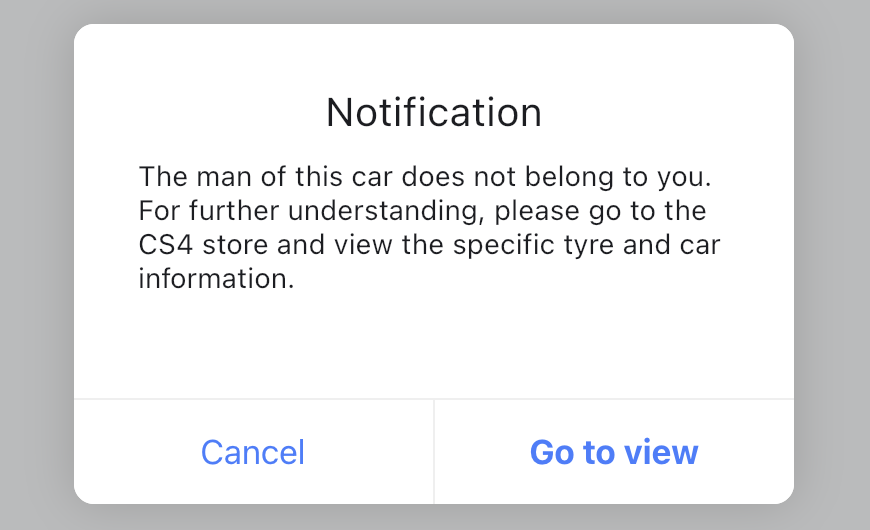 Notification
The man of this car does not belong to you.
For further understanding, please go to the
CS4 store and view the specific tyre and car
information.
Cancel
Go to view